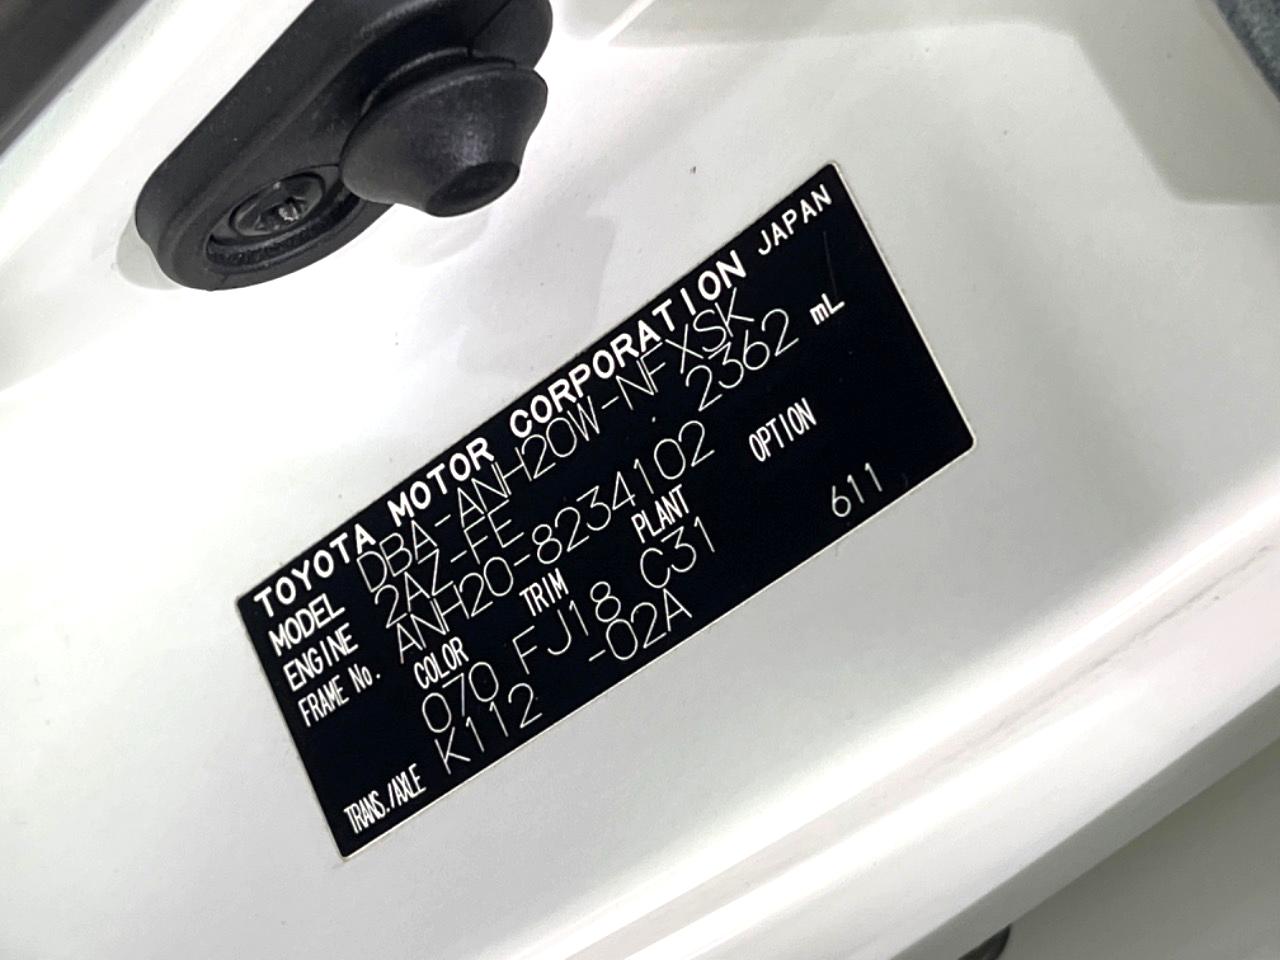 TOYOTA MOTOR CORPORATION JAPAN
MODEL DBA-ANH20W-NFXSK
ENGINE 2AZ-FE 2362 mL
FRAME No. ANH20-8234102
COLOR TRIM PLANT OPTION
070 FJ18 C31 611
TRANS./AXLE K112 -02A